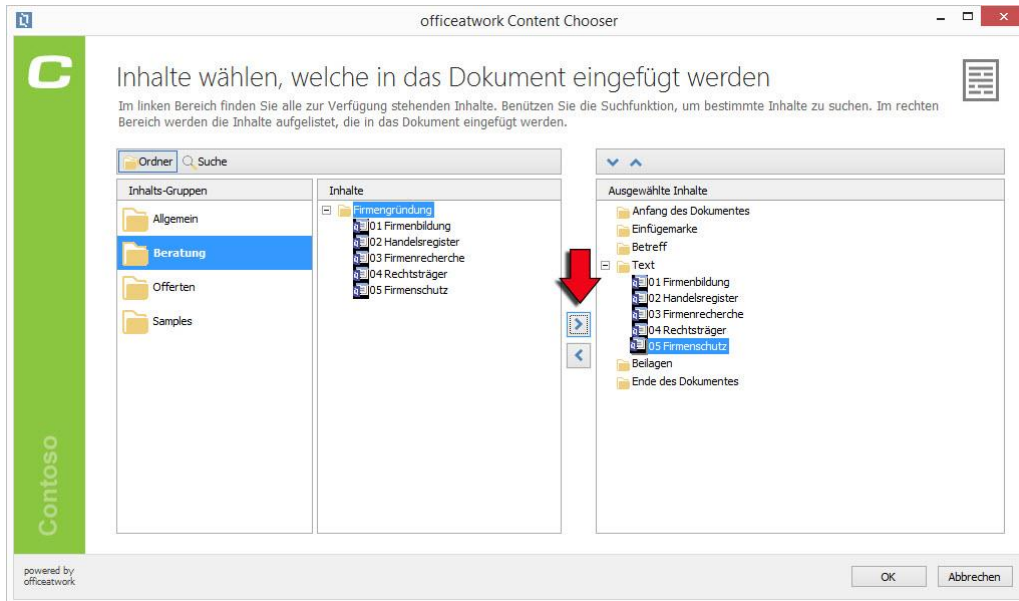 officeatwork Content Chooser
C
Inhalte wählen, welche in das Dokument eingefügt werden
Im linken Bereich finden Sie alle zur Verfügung stehenden Inhalte. Benützen Sie die Suchfunktion, um bestimmte Inhalte zu suchen. Im rechten
Bereich werden die Inhalte aufgelistet, die in das Dokument eingefügt werden.
Ordner Suche
Inhalts-Gruppen
Allgemein
Beratung
Offerten
Samples
Inhalte
Firmengründung
01 Firmenbildung
02 Handelsregister
03 Firmenrecherche
04 Rechtsträger
05 Firmenschutz
Ausgewählte Inhalte
Anfang des Dokumentes
Einfügemarke
Betreff
Text
01 Firmenbildung
02 Handelsregister
03 Firmenrecherche
04 Rechtsträger
05 Firmenschutz
Beilagen
Ende des Dokumentes
Contoso
powered by
officeatwork
OK
Abbrechen